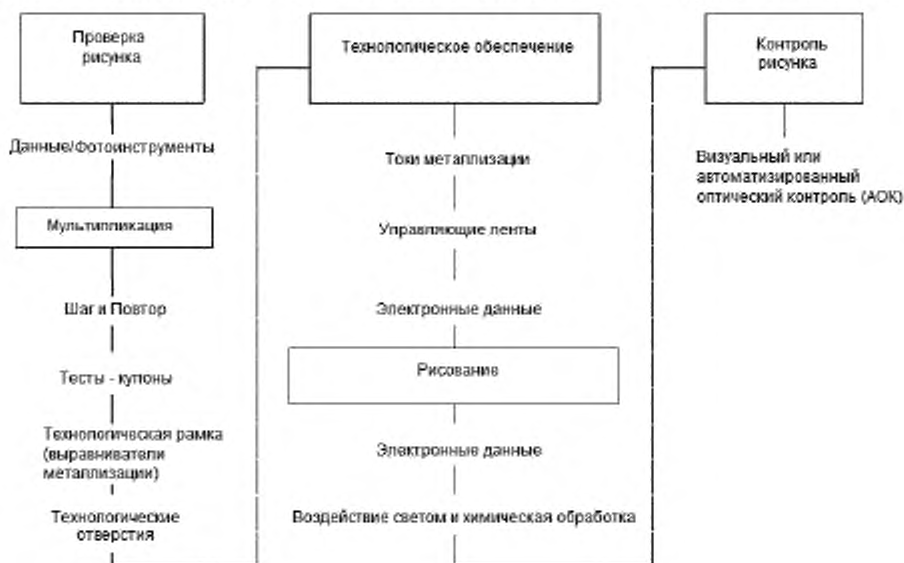 Проверка
рисунка
Данные/Фотоинструменты
Мультипликация
Шаг и Повтор
Тесты - купоны
Технологическая рамка
(выравниватели
металлизации)
Технологические
отверстия
Технологическое обеспечение
Токи металлизации
Управляющие ленты
Электронные данные
Рисование
Электронные данные
Воздействие светом и химическая обработка
Контроль
рисунка
Визуальный или
автоматизированный
оптический контроль (АОК)